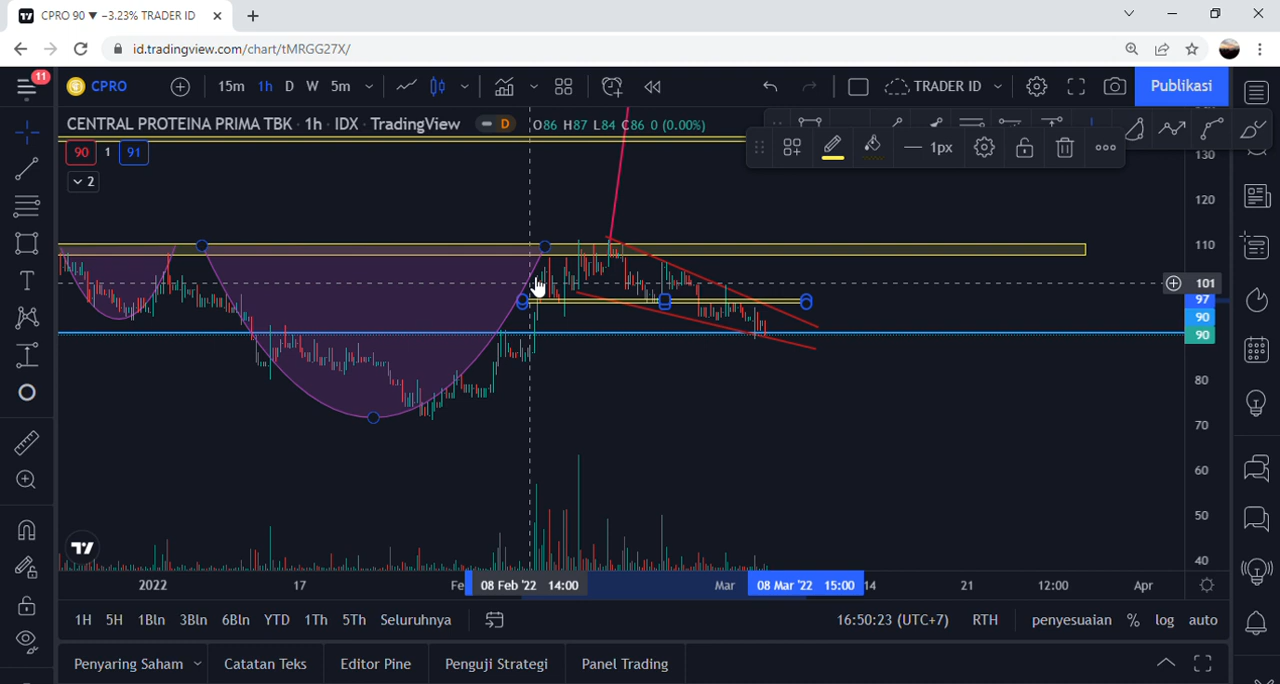 CPRO 90 ▼ −3.23% TRADER ID
id.tradingview.com/chart/tMRGG27X/
11
CPRO 15m 1h D W 5m TRADER ID Publikasi
CENTRAL PROTEINA PRIMA TBK · 1h · IDX · TradingView D O86 H87 L84 C86 0 (0.00%)
90 1 91
1px
2
130
120
110
101
97
90
90
80
70
60
50
40
2022 17 Fe 08 Feb '22 14:00 Mar 08 Mar '22 15:00 14 21 12:00 Apr
1H 5H 1Bln 3Bln 6Bln YTD 1Th 5Th Seluruhnya 16:50:23 (UTC+7) RTH penyesuaian % log auto
Penyaring Saham Catatan Teks Editor Pine Penguji Strategi Panel Trading